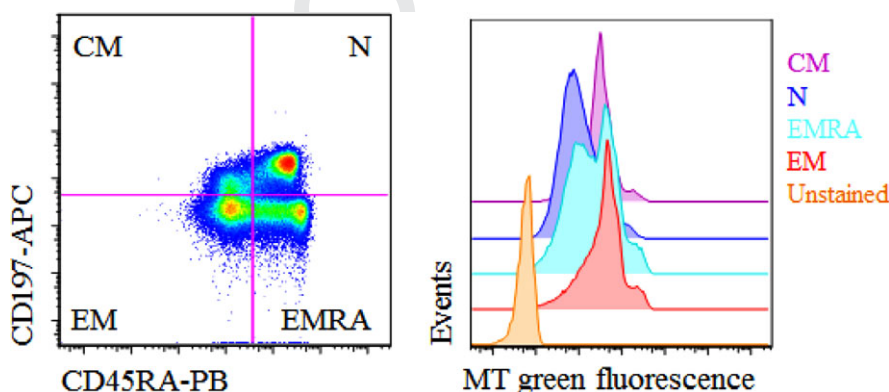 CM N
EM EMRA
CD197-APC
CD45RA-PB
Events
MT green fluorescence
CM
N
EMRA
EM
Unstained